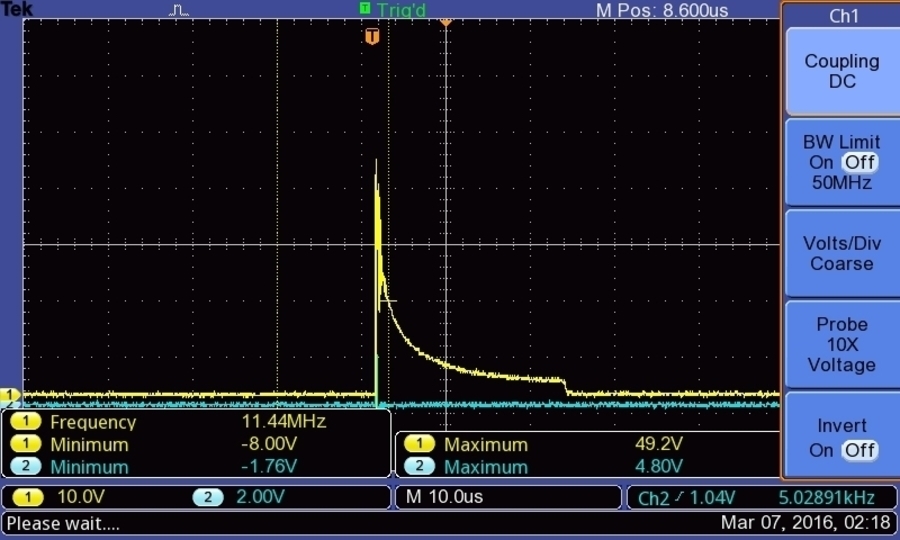 Tek
T Trig'd
M Pos: 8.600us
Ch1
T
Coupling
DC
BW Limit
On Off
50MHz
Volts/Div
Coarse
Probe
10X
Voltage
Invert
On Off
1
2
1 Frequency 11.44MHz
1 Minimum -8.00V
2 Minimum -1.76V
1 Maximum 49.2V
2 Maximum 4.80V
1 10.0V 2 2.00V M 10.0us Ch2 1.04V 5.02891kHz
Please wait.... Mar 07, 2016, 02:18